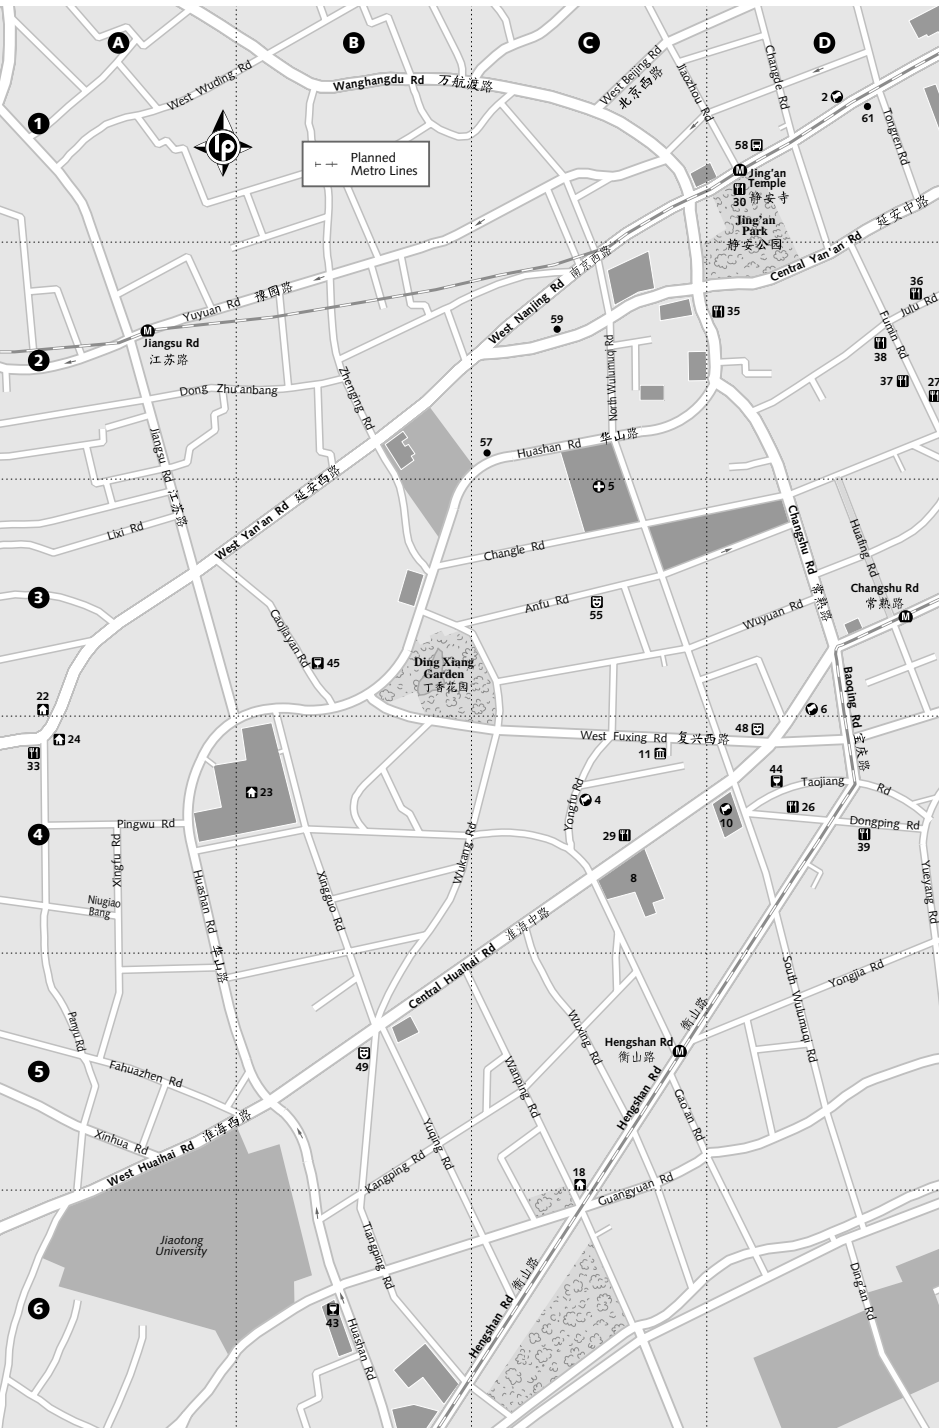 A
B
C
D
Wanghangdu Rd 万航渡路
West Wuding Rd
West Beijing Rd
北京西路
Jiaozhou Rd
Changde Rd
2
61
Tongren Rd
1
lp
Planned
Metro Lines
58
M
Jing'an
Temple
30 静安寺
Jing'an
Park
静安公园
延安中路
Central Yan'an Rd
36
Julu Rd
Yuyuan Rd 豫园路
南京西路
West Nanjing Rd
59
35
Fumin Rd
38
37
27
M
Jiangsu Rd
江苏路
2
Dong Zhu'anbang
Zhenging Rd
North Wulumuqi Rd
57
Huashan Rd 华山路
5
Jiangsu Rd 江苏路
West Yan'an Rd 延安西路
Lixi Rd
Changle Rd
Changshu Rd 常熟路
Huafing Rd
Changshu Rd
常熟路
M
3
Anfu Rd
55
Wuyuan Rd
Caojiayan Rd
45
Ding Xiang
Garden
丁香花园
Baoqing Rd 宝庆路
22
24
33
6
48
West Fuxing Rd 复兴西路
11
44
Taojiang Rd
23
Yongfu Rd
4
10
26
Dongping Rd
39
Pingwu Rd
4
29
Xingfu Rd
Wukang Rd
8
Yueyang Rd
Niugiao
Bang
Huashan Rd 华山路
Xingguo Rd
淮海中路
Central Huaihai Rd
South Wulumuqi Rd
Yongjia Rd
Panyu Rd
Wuxing Rd
衡山路
Hengshan Rd
衡山路
M
49
5
Fahuazhen Rd
Wanping Rd
Hengshan Rd
Gao'an Rd
Xinhua Rd
West Huaihai Rd 淮海西路
Yuqing Rd
Kangping Rd
18
Guangyuan Rd
Jiaotong
University
Tianping Rd
Hengshan Rd 衡山路
Ding'an Rd
6
43
Huashan Rd